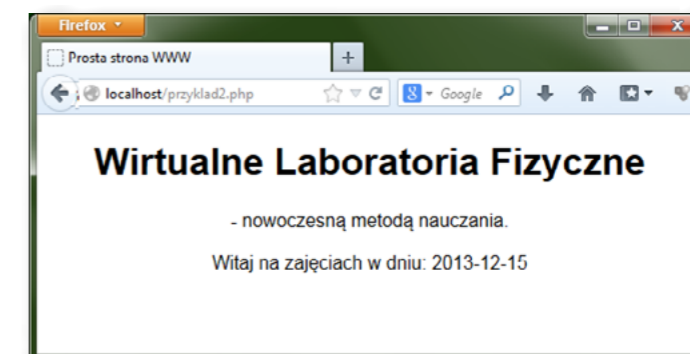 Firefox
Prosta strona WWW
localhost/przyklad2.php
Google
Wirtualne Laboratoria Fizyczne
- nowoczesną metodą nauczania.
Witaj na zajęciach w dniu: 2013-12-15